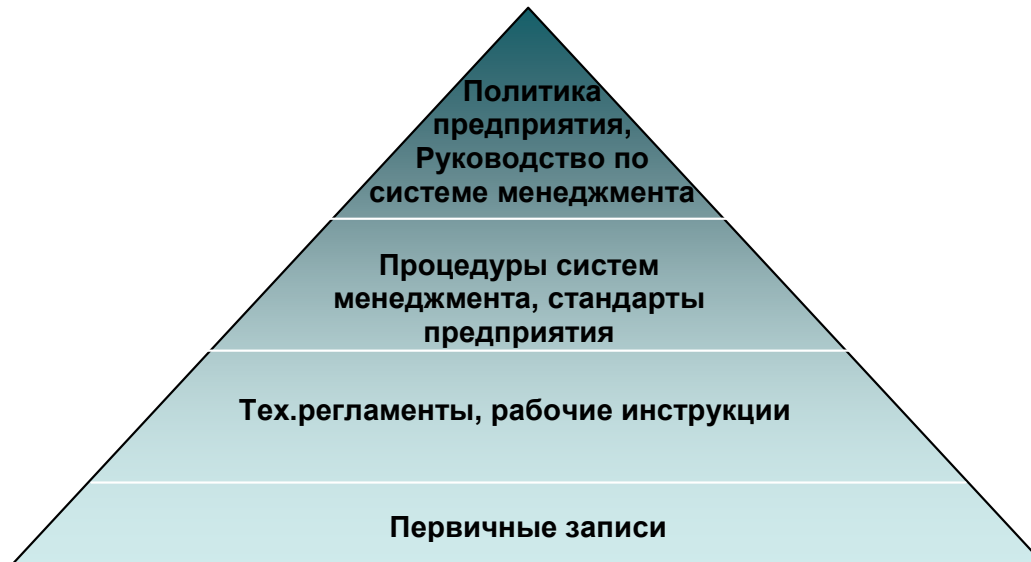 Политика
предприятия,
Руководство по
системе менеджмента
Процедуры систем
менеджмента, стандарты
предприятия
Тех.регламенты, рабочие инструкции
Первичные записи